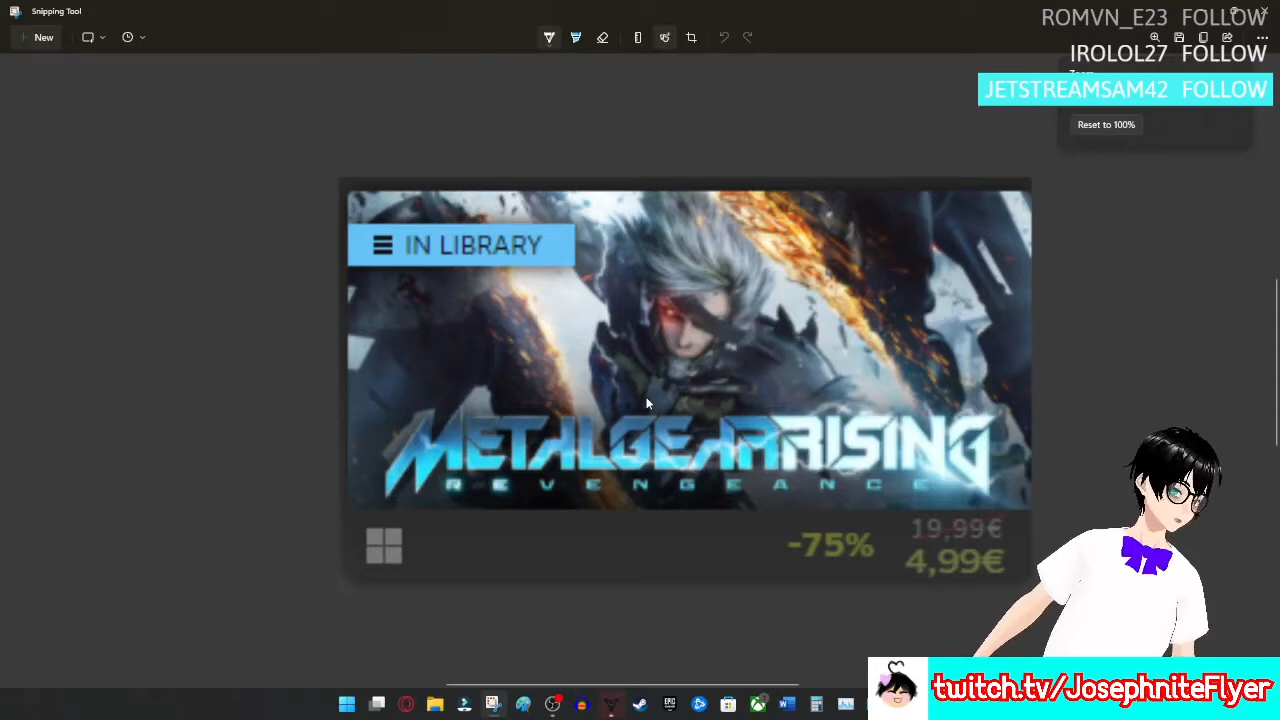 Snipping Tool
ROMVN_E23 FOLLOW
New
IROLOL27 FOLLOW
JETSTREAMSAM42 FOLLOW
Reset to 100%
IN LIBRARY
METAL GEAR RISING
REVENGEANCE
-75%
19,99€
4,99€
twitch.tv/JosephniteFlyer